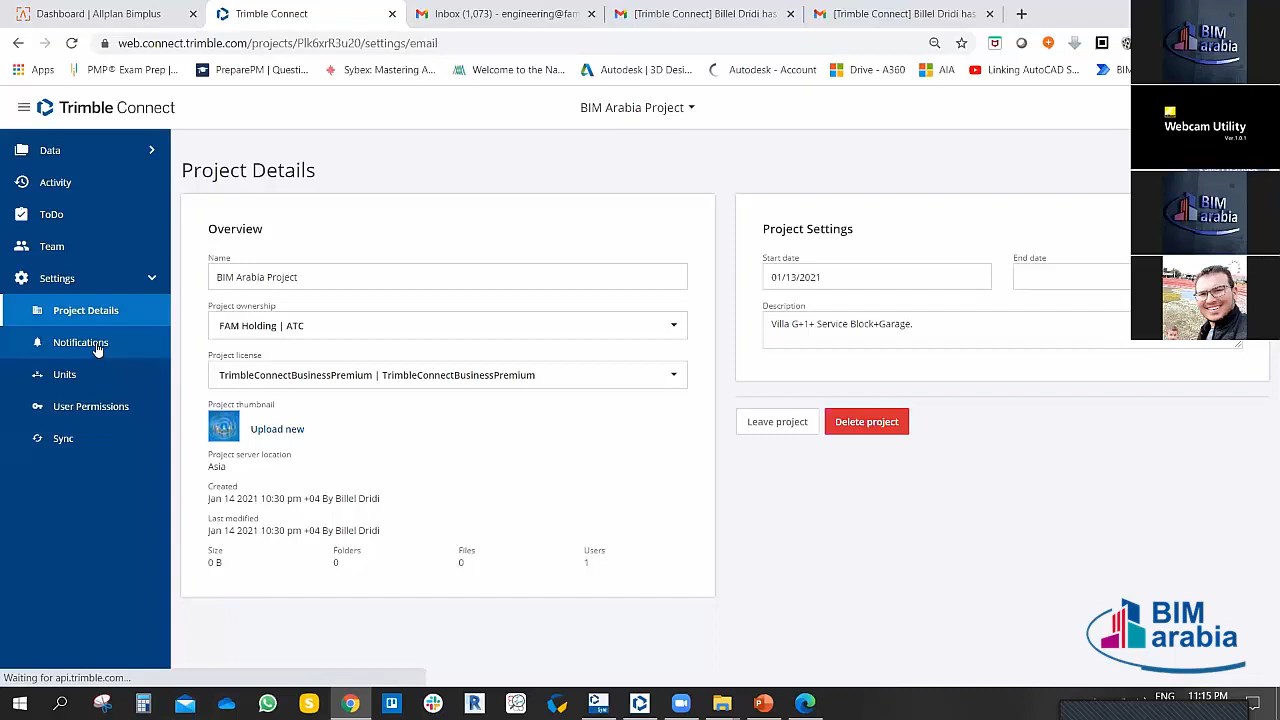 Dashboard | Allplan Bimplus
Trimble Connect
Inbox (1,073) - engineering@fam
[Trimble Connect] Billel Dridi has
[Trimble Connect] Billel Dridi has
web.connect.trimble.com/projects/Plk6xrR3u20/settings/email
Apps
PMP® Exam Prep |...
PreparePM | Questi...
Sybex: Mastering ...
Welcome to the Na...
Autodesk | 3D Desi...
Autodesk - Account
Drive - A360
AIA
Linking AutoCAD S...
Trimble Connect
BIM Arabia Project
Data
Activity
ToDo
Team
Settings
Project Details
Notifications
Units
User Permissions
Sync
Project Details
Overview
Name
BIM Arabia Project
Project ownership
FAM Holding | ATC
Project license
TrimbleConnectBusinessPremium | TrimbleConnectBusinessPremium
Project thumbnail
Upload new
Project server location
Asia
Created
Jan 14 2021 10:30 pm +04 By Billel Dridi
Last modified
Jan 14 2021 10:30 pm +04 By Billel Dridi
Size Folders Files Users
0 B 0 0 1
Project Settings
Start date
01/13/2021
End date
Description
Villa G+1+ Service Block+Garage.
Leave project
Delete project
BIM
arabia
Webcam Utility
Ver.1.0.1
BIM
arabia
BIM
arabia
Waiting for api.trimble.com...
ENG
11:15 PM